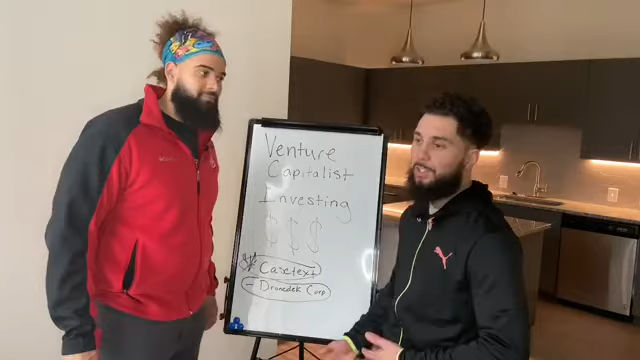 Venture
Capitalist
Investing
$ $ $
Casetext
- Dronedek Corp